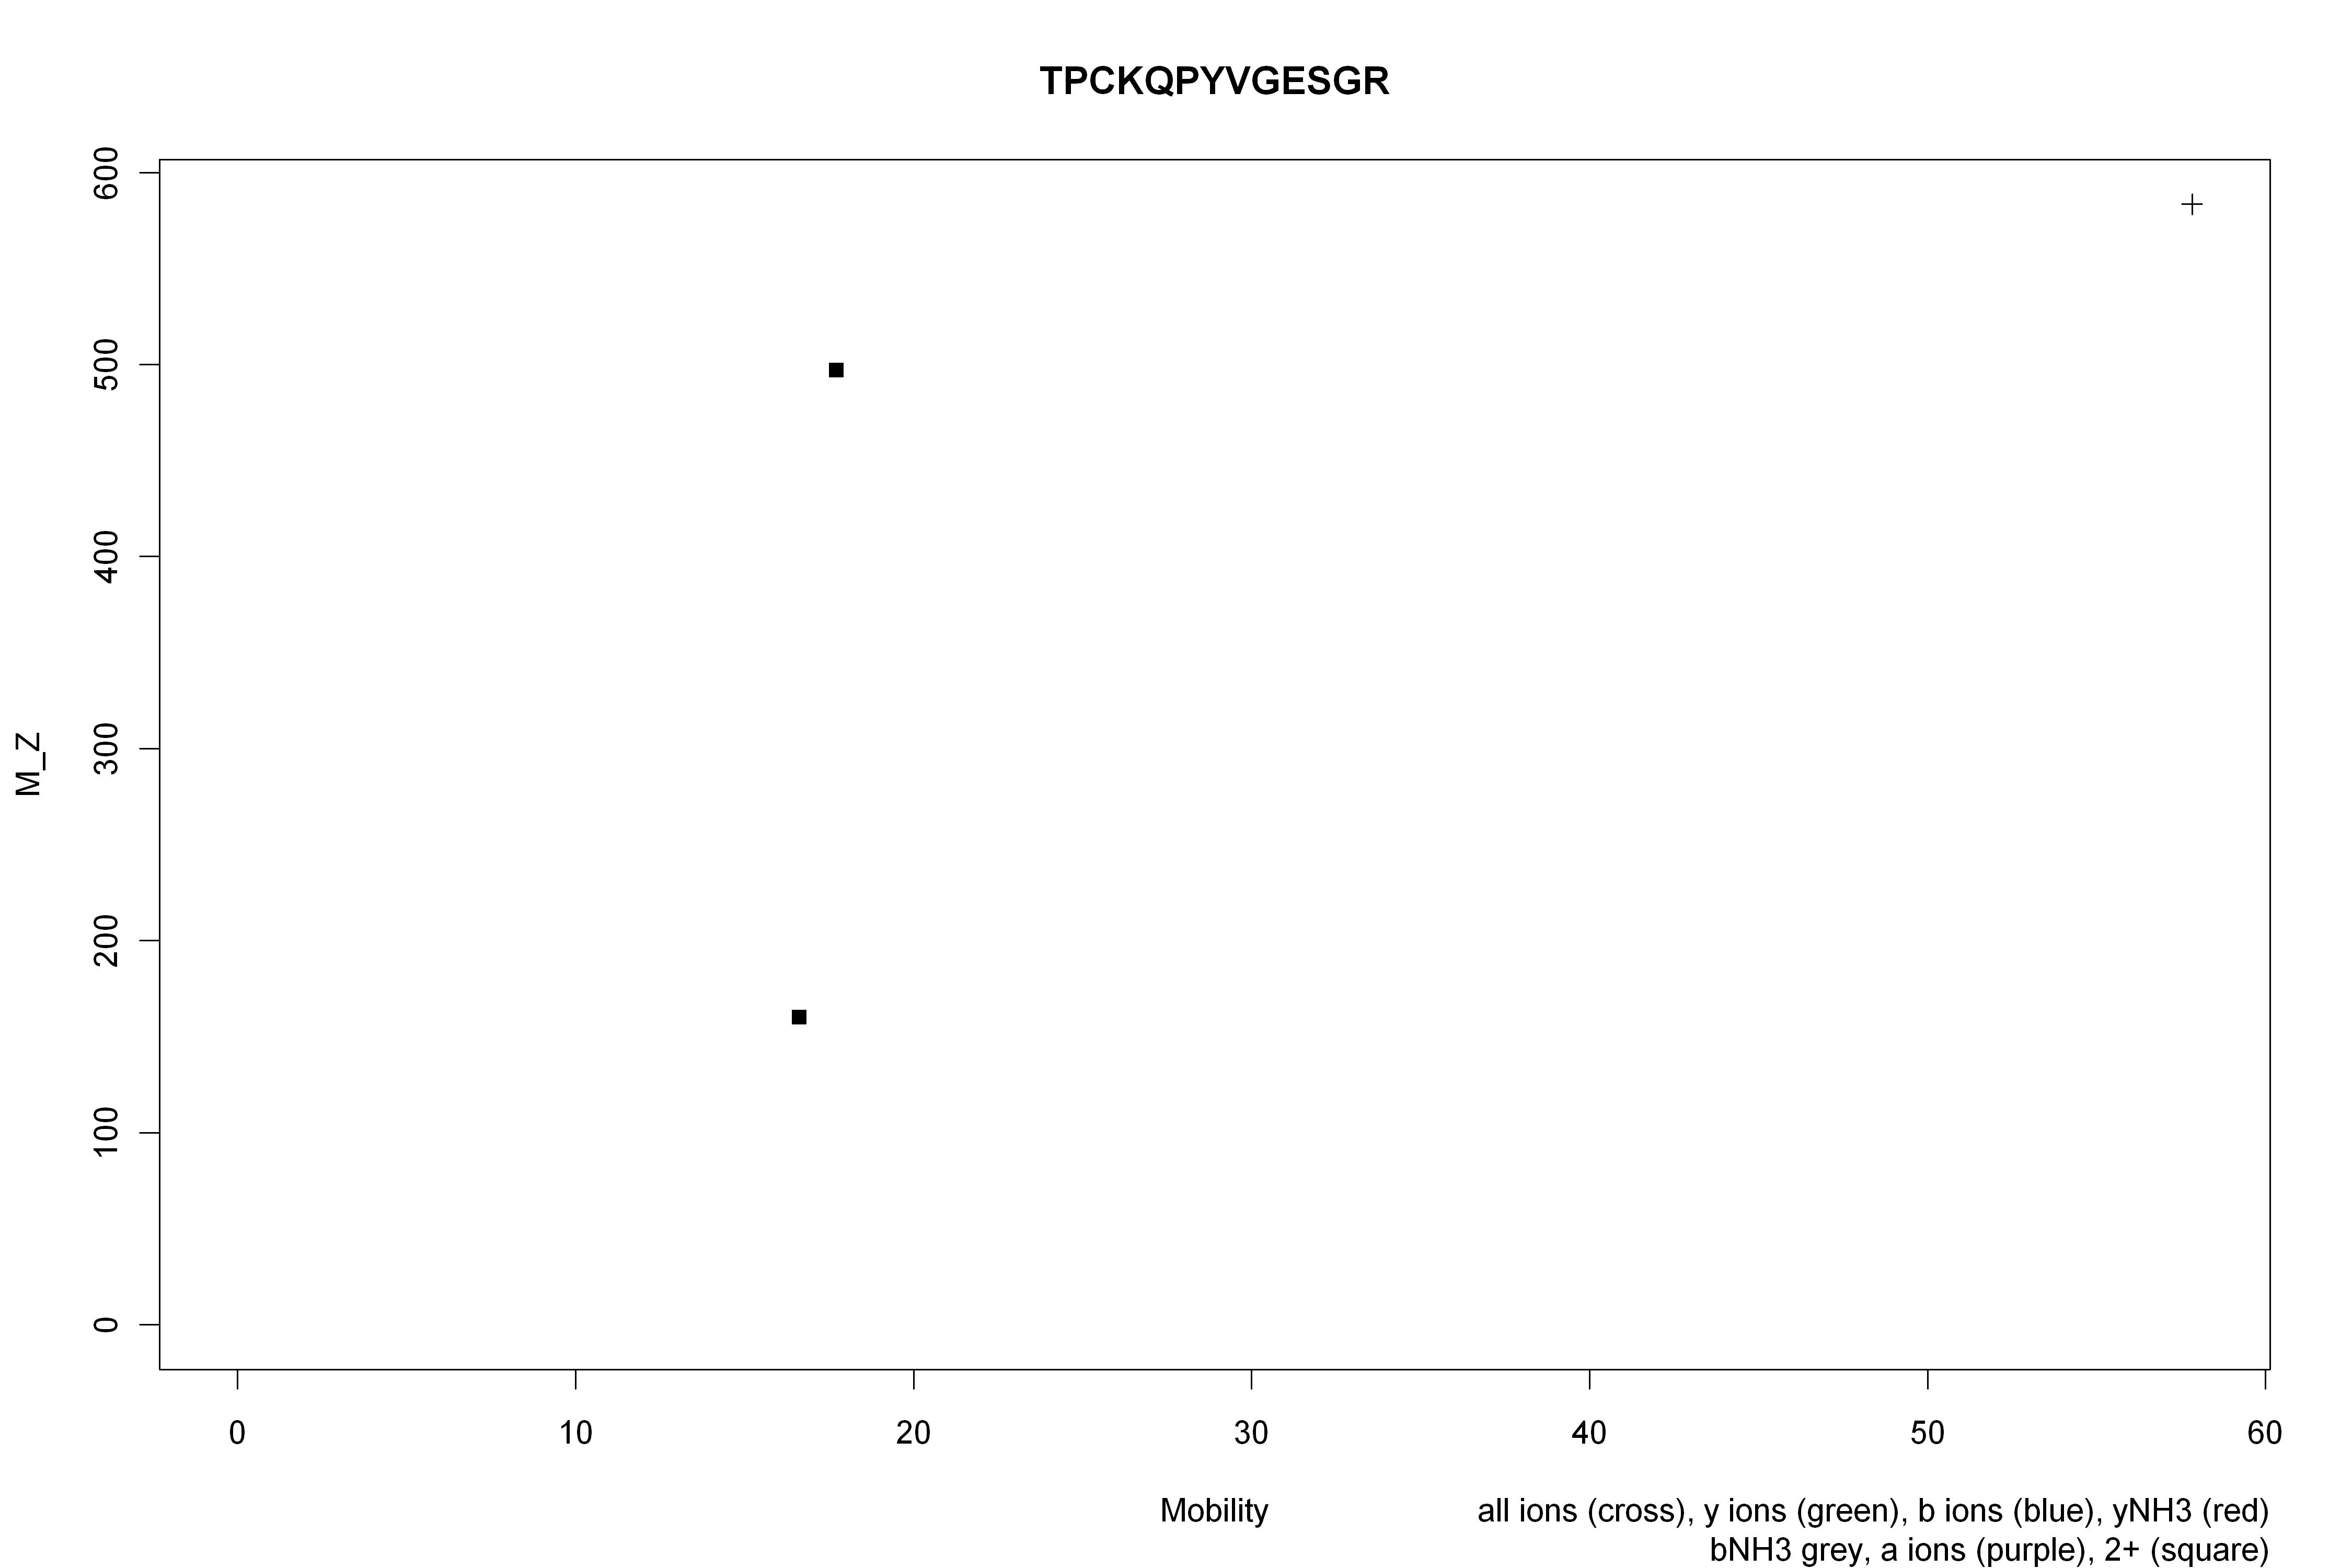 TPCKQPYVGESGR
600
500
400
300
200
100
0
M_Z
0 10 20 30 40 50 60
Mobility
all ions (cross), y ions (green), b ions (blue), yNH3 (red)
bNH3 grey, a ions (purple), 2+ (square)